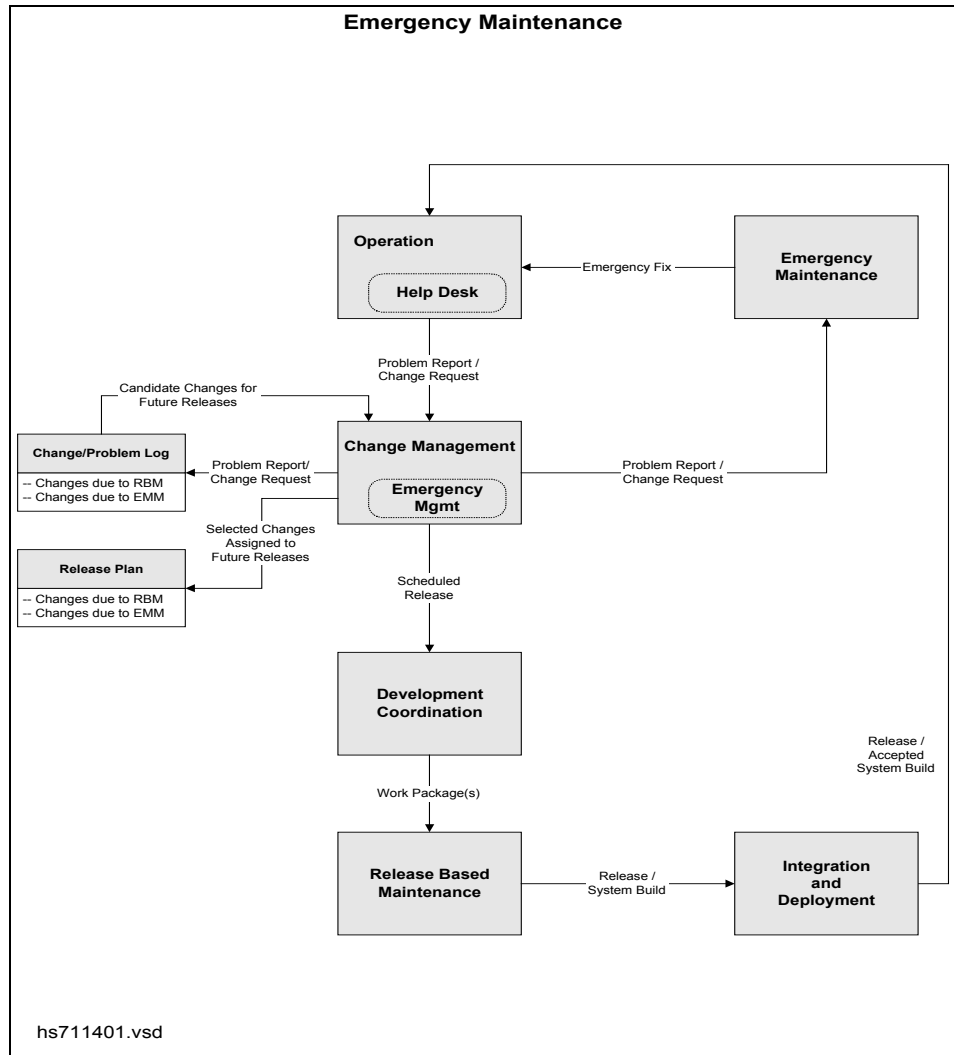 Emergency Maintenance
Operation
Help Desk
Emergency Fix
Emergency
Maintenance
Problem Report /
Change Request
Candidate Changes for
Future Releases
Change/Problem Log
-- Changes due to RBM
-- Changes due to EMM
Problem Report/
Change Request
Change Management
Emergency
Mgmt
Problem Report /
Change Request
Selected Changes
Assigned to
Future Releases
Release Plan
-- Changes due to RBM
-- Changes due to EMM
Scheduled
Release
Development
Coordination
Release /
Accepted
System Build
Work Package(s)
Release Based
Maintenance
Release /
System Build
Integration
and
Deployment
hs711401.vsd